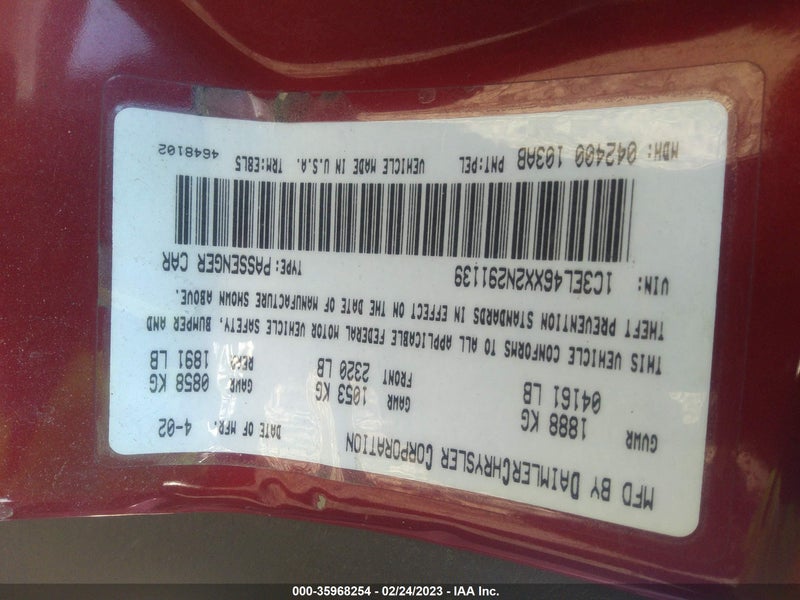 MFD BY DAIMLERCHRYSLER CORPORATION DATE OF MFR: 4-02
GVWR 1888 KG 04161 LB GAWR FRONT 1053 KG 2320 LB GAWR REAR 0858 KG 1891 LB
THIS VEHICLE CONFORMS TO ALL APPLICABLE FEDERAL MOTOR VEHICLE SAFETY, BUMPER AND
THEFT PREVENTION STANDARDS IN EFFECT ON THE DATE OF MANUFACTURE SHOWN ABOVE.
VIN: 1C3EL46XX2N291139 TYPE: PASSENGER CAR
MDH: 042400 103AB PNT: PEL VEHICLE MADE IN U.S.A. TRM: E8L5 4648102
000-35968254 - 02/24/2023 - IAA Inc.